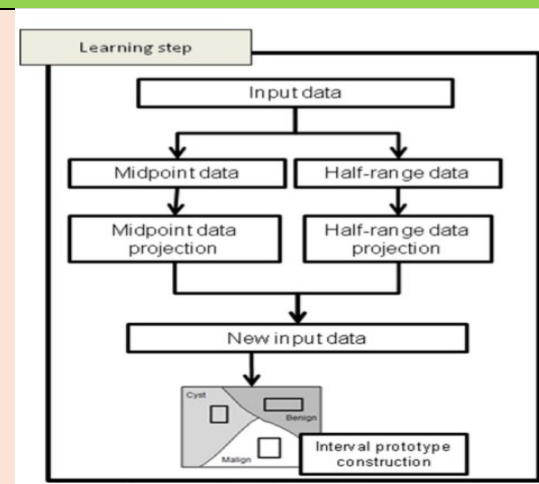 Learning step
Input data
Midpoint data
Half-range data
Midpoint data
projection
Half-range data
projection
New input data
Cyst
Benign
Malign
Interval prototype
construction